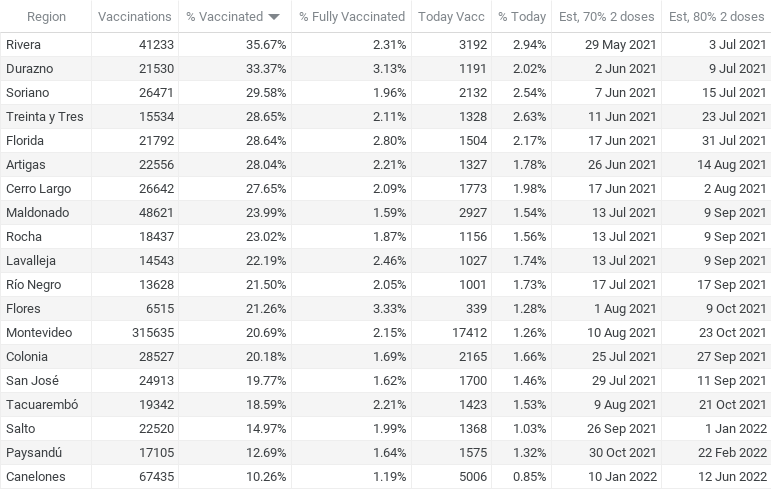 Region Vaccinations % Vaccinated % Fully Vaccinated Today Vacc % Today Est, 70% 2 doses Est, 80% 2 doses
Rivera 41233 35.67% 2.31% 3192 2.94% 29 May 2021 3 Jul 2021
Durazno 21530 33.37% 3.13% 1191 2.02% 2 Jun 2021 9 Jul 2021
Soriano 26471 29.58% 1.96% 2132 2.54% 7 Jun 2021 15 Jul 2021
Treinta y Tres 15534 28.65% 2.11% 1328 2.63% 11 Jun 2021 23 Jul 2021
Florida 21792 28.64% 2.80% 1504 2.17% 17 Jun 2021 31 Jul 2021
Artigas 22556 28.04% 2.21% 1327 1.78% 26 Jun 2021 14 Aug 2021
Cerro Largo 26642 27.65% 2.09% 1773 1.98% 17 Jun 2021 2 Aug 2021
Maldonado 48621 23.99% 1.59% 2927 1.54% 13 Jul 2021 9 Sep 2021
Rocha 18437 23.02% 1.87% 1156 1.56% 13 Jul 2021 9 Sep 2021
Lavalleja 14543 22.19% 2.46% 1027 1.74% 13 Jul 2021 9 Sep 2021
Río Negro 13628 21.50% 2.05% 1001 1.73% 17 Jul 2021 17 Sep 2021
Flores 6515 21.26% 3.33% 339 1.28% 1 Aug 2021 9 Oct 2021
Montevideo 315635 20.69% 2.15% 17412 1.26% 10 Aug 2021 23 Oct 2021
Colonia 28527 20.18% 1.69% 2165 1.66% 25 Jul 2021 27 Sep 2021
San José 24913 19.77% 1.62% 1700 1.46% 29 Jul 2021 11 Sep 2021
Tacuarembó 19342 18.59% 2.21% 1423 1.53% 9 Aug 2021 21 Oct 2021
Salto 22520 14.97% 1.99% 1368 1.03% 26 Sep 2021 1 Jan 2022
Paysandú 17105 12.69% 1.64% 1575 1.32% 30 Oct 2021 22 Feb 2022
Canelones 67435 10.26% 1.19% 5006 0.85% 10 Jan 2022 12 Jun 2022